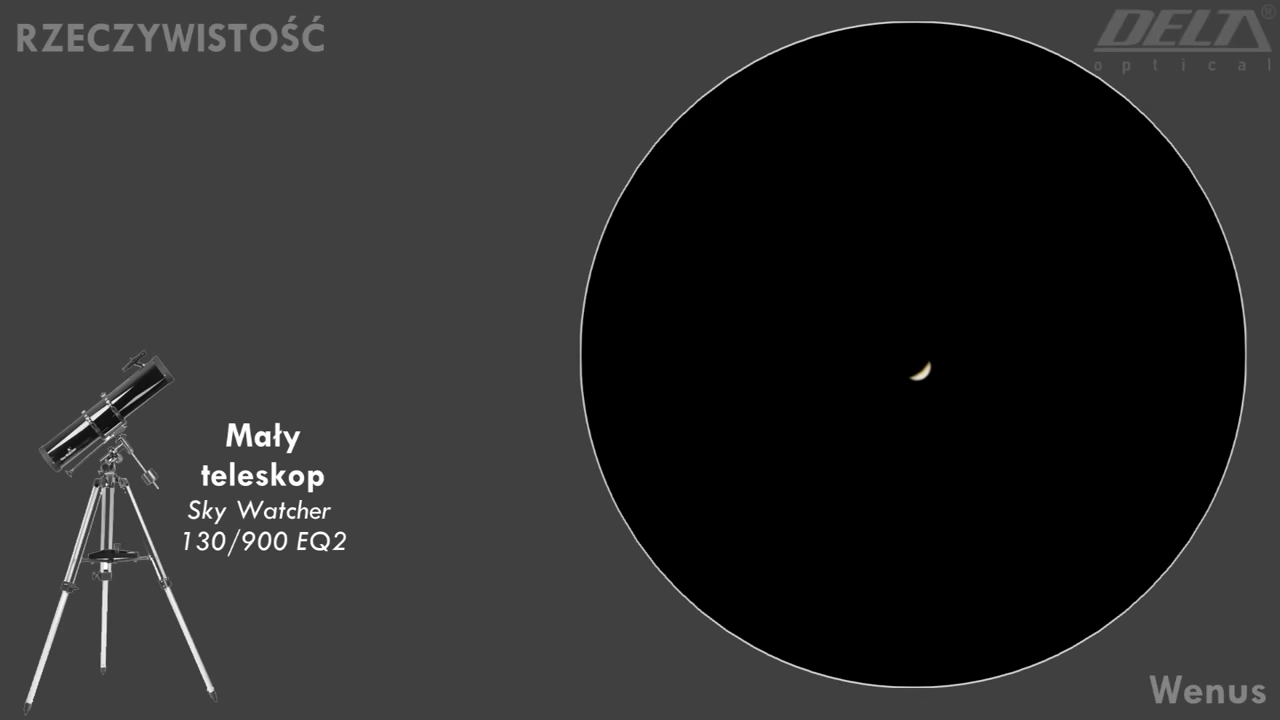 RZECZYWISTOŚĆ
DELTA®
optical
Mały
teleskop
Sky Watcher
130/900 EQ2
Wenus